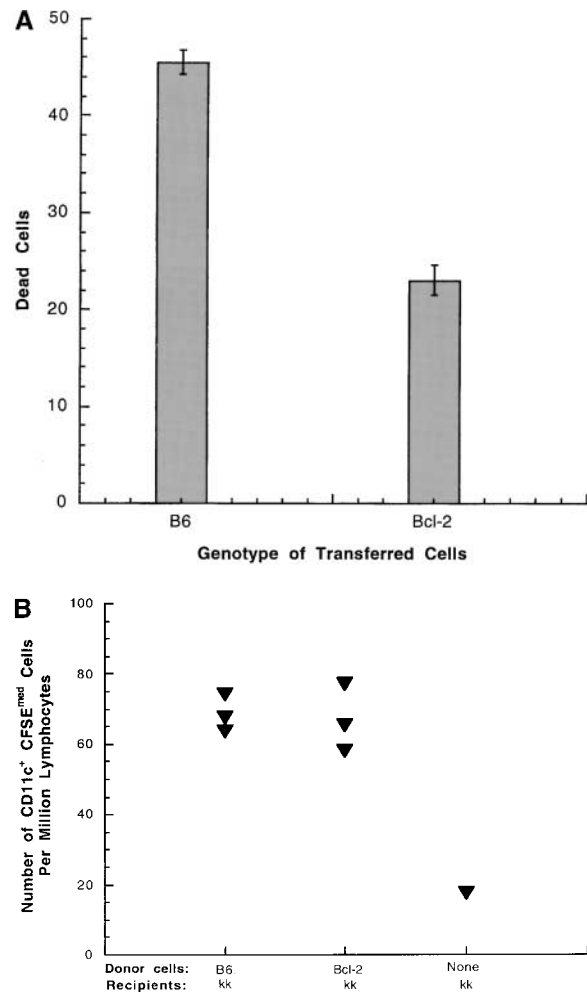 A
50
40
30
20
10
0
Dead Cells
B6
Bcl-2
Genotype of Transferred Cells
B
100
80
60
40
20
0
Number of CD11c+ CFSEmed Cells
Per Million Lymphocytes
Donor cells: B6 Bcl-2 None
Recipients: kk kk kk